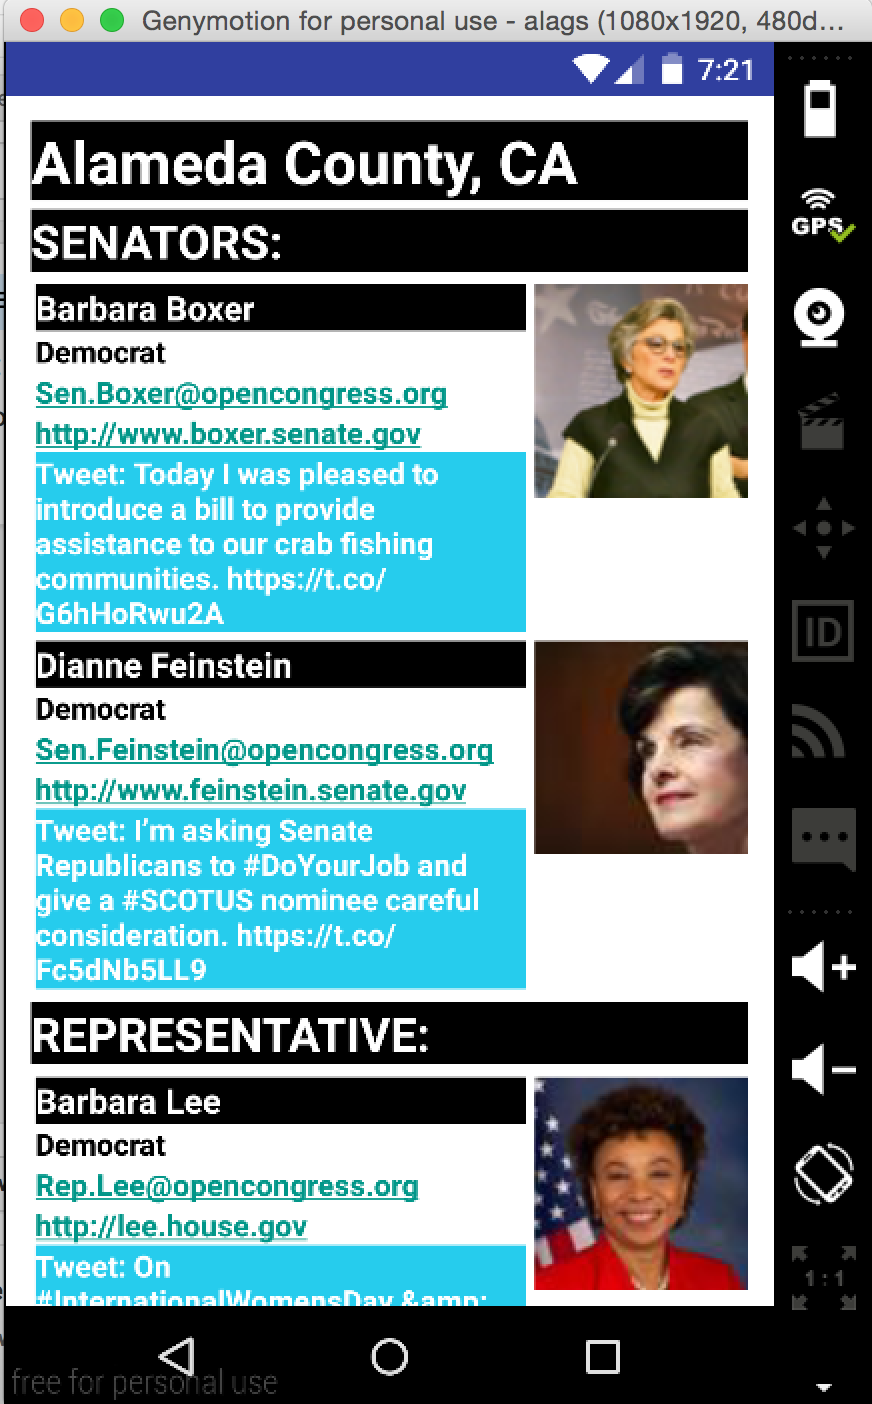 Genymotion for personal use - alags (1080x1920, 480d...
7:21
Alameda County, CA
GPS
SENATORS:
Barbara Boxer
Democrat
Sen.Boxer@opencongress.org
http://www.boxer.senate.gov
Tweet: Today I was pleased to
introduce a bill to provide
assistance to our crab fishing
communities. https://t.co/
G6hHoRwu2A
ID
Dianne Feinstein
Democrat
Sen.Feinstein@opencongress.org
http://www.feinstein.senate.gov
Tweet: I’m asking Senate
Republicans to #DoYourJob and
give a #SCOTUS nominee careful
consideration. https://t.co/
Fc5dNb5LL9
REPRESENTATIVE:
Barbara Lee
Democrat
Rep.Lee@opencongress.org
http://lee.house.gov
Tweet: On
#InternationalWomensDay &amp;
1:1
free for personal use